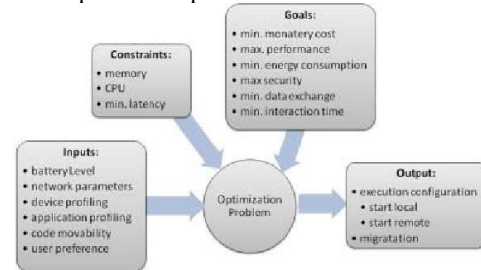 Goals:
• min. monatery cost
• max. performance
• min. energy consumption
• max security
• min. data exchange
• min. interaction time
Constraints:
• memory
• CPU
• min. latency
Inputs:
• battery Level
• network parameters
• device profiling
• application profiling
• code movability
• user preference
Optimization
Problem
Output:
• execution configuration
• start local
• start remote
• migratation